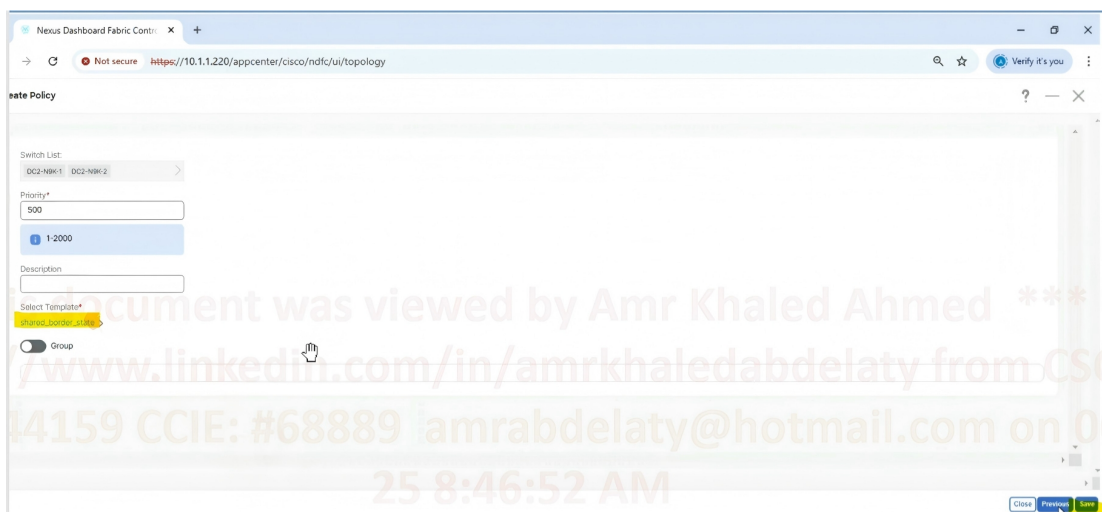 Nexus Dashboard Fabric Contr
Not secure https://10.1.1.220/appcenter/cisco/ndfc/ui/topology
Verify it's you
eate Policy
Switch List:
DC2-N9K-1 DC2-N9K-2
Priority*
500
1-2000
Description
document was viewed by Amr Khaled Ahmed ***
Select Template*
shared_border_state
Group
//www.linkedin.com/in/amrkhaledabdelaty from CS
44159 CCIE: #68889 amrabdelaty@hotmail.com on 0
25 8:46:52 AM
Close Previous Save